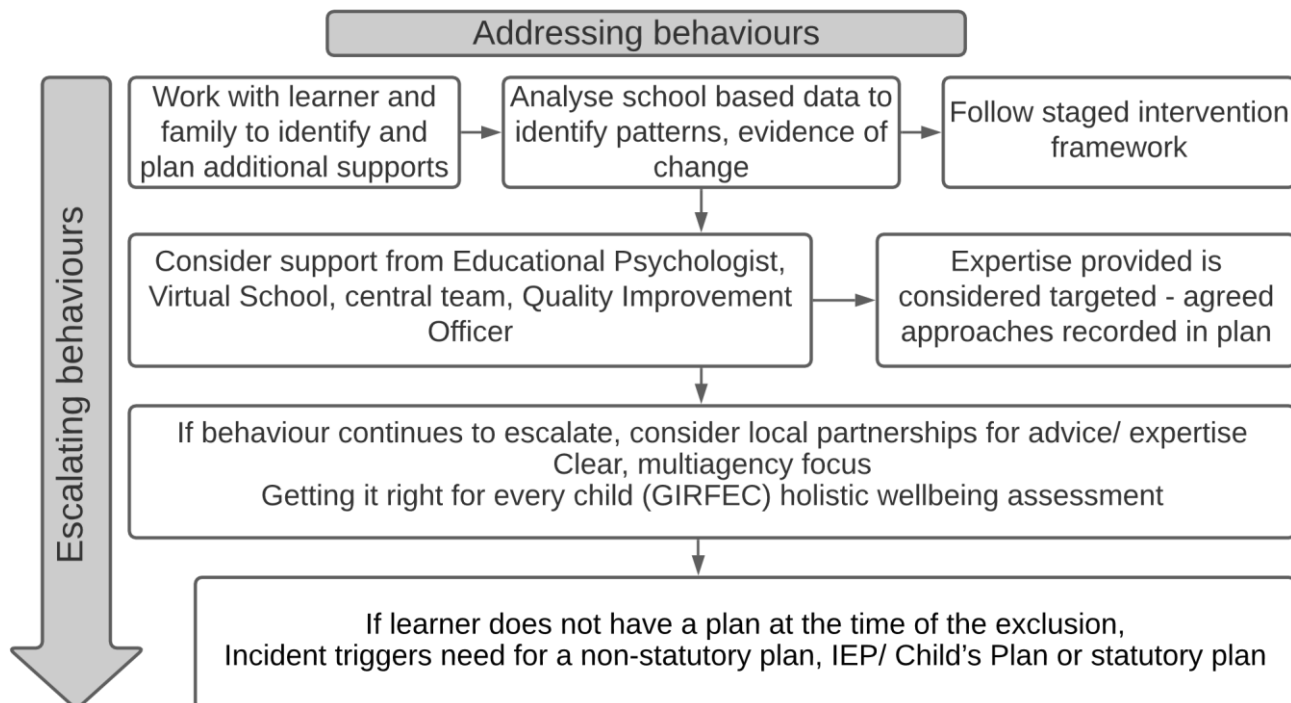 Addressing behaviours
Escalating behaviours
Work with learner and
family to identify and
plan additional supports
Analyse school based data to
identify patterns, evidence of
change
Follow staged intervention
framework
Consider support from Educational Psychologist,
Virtual School, central team, Quality Improvement
Officer
Expertise provided is
considered targeted - agreed
approaches recorded in plan
If behaviour continues to escalate, consider local partnerships for advice/ expertise
Clear, multiagency focus
Getting it right for every child (GIRFEC) holistic wellbeing assessment
If learner does not have a plan at the time of the exclusion,
Incident triggers need for a non-statutory plan, IEP/ Child's Plan or statutory plan